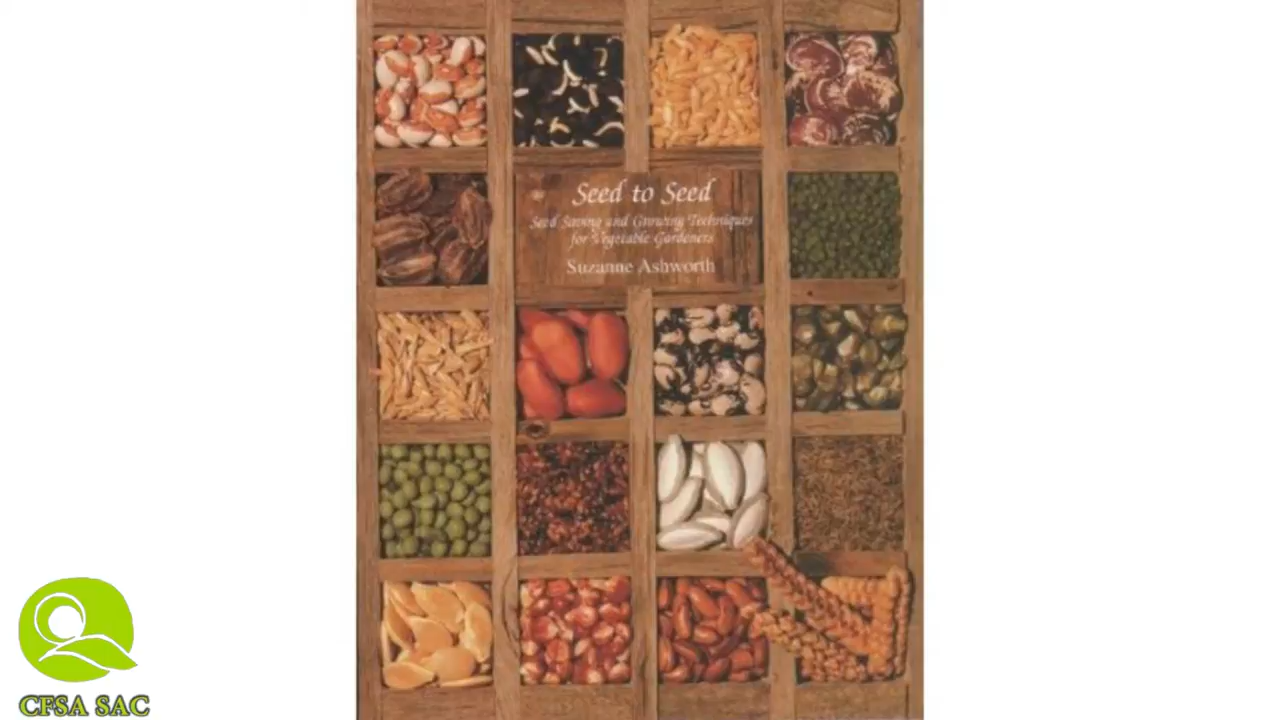 Seed to Seed
Seed Saving and Growing Techniques
for Vegetable Gardeners
Suzanne Ashworth
CFSA SAC